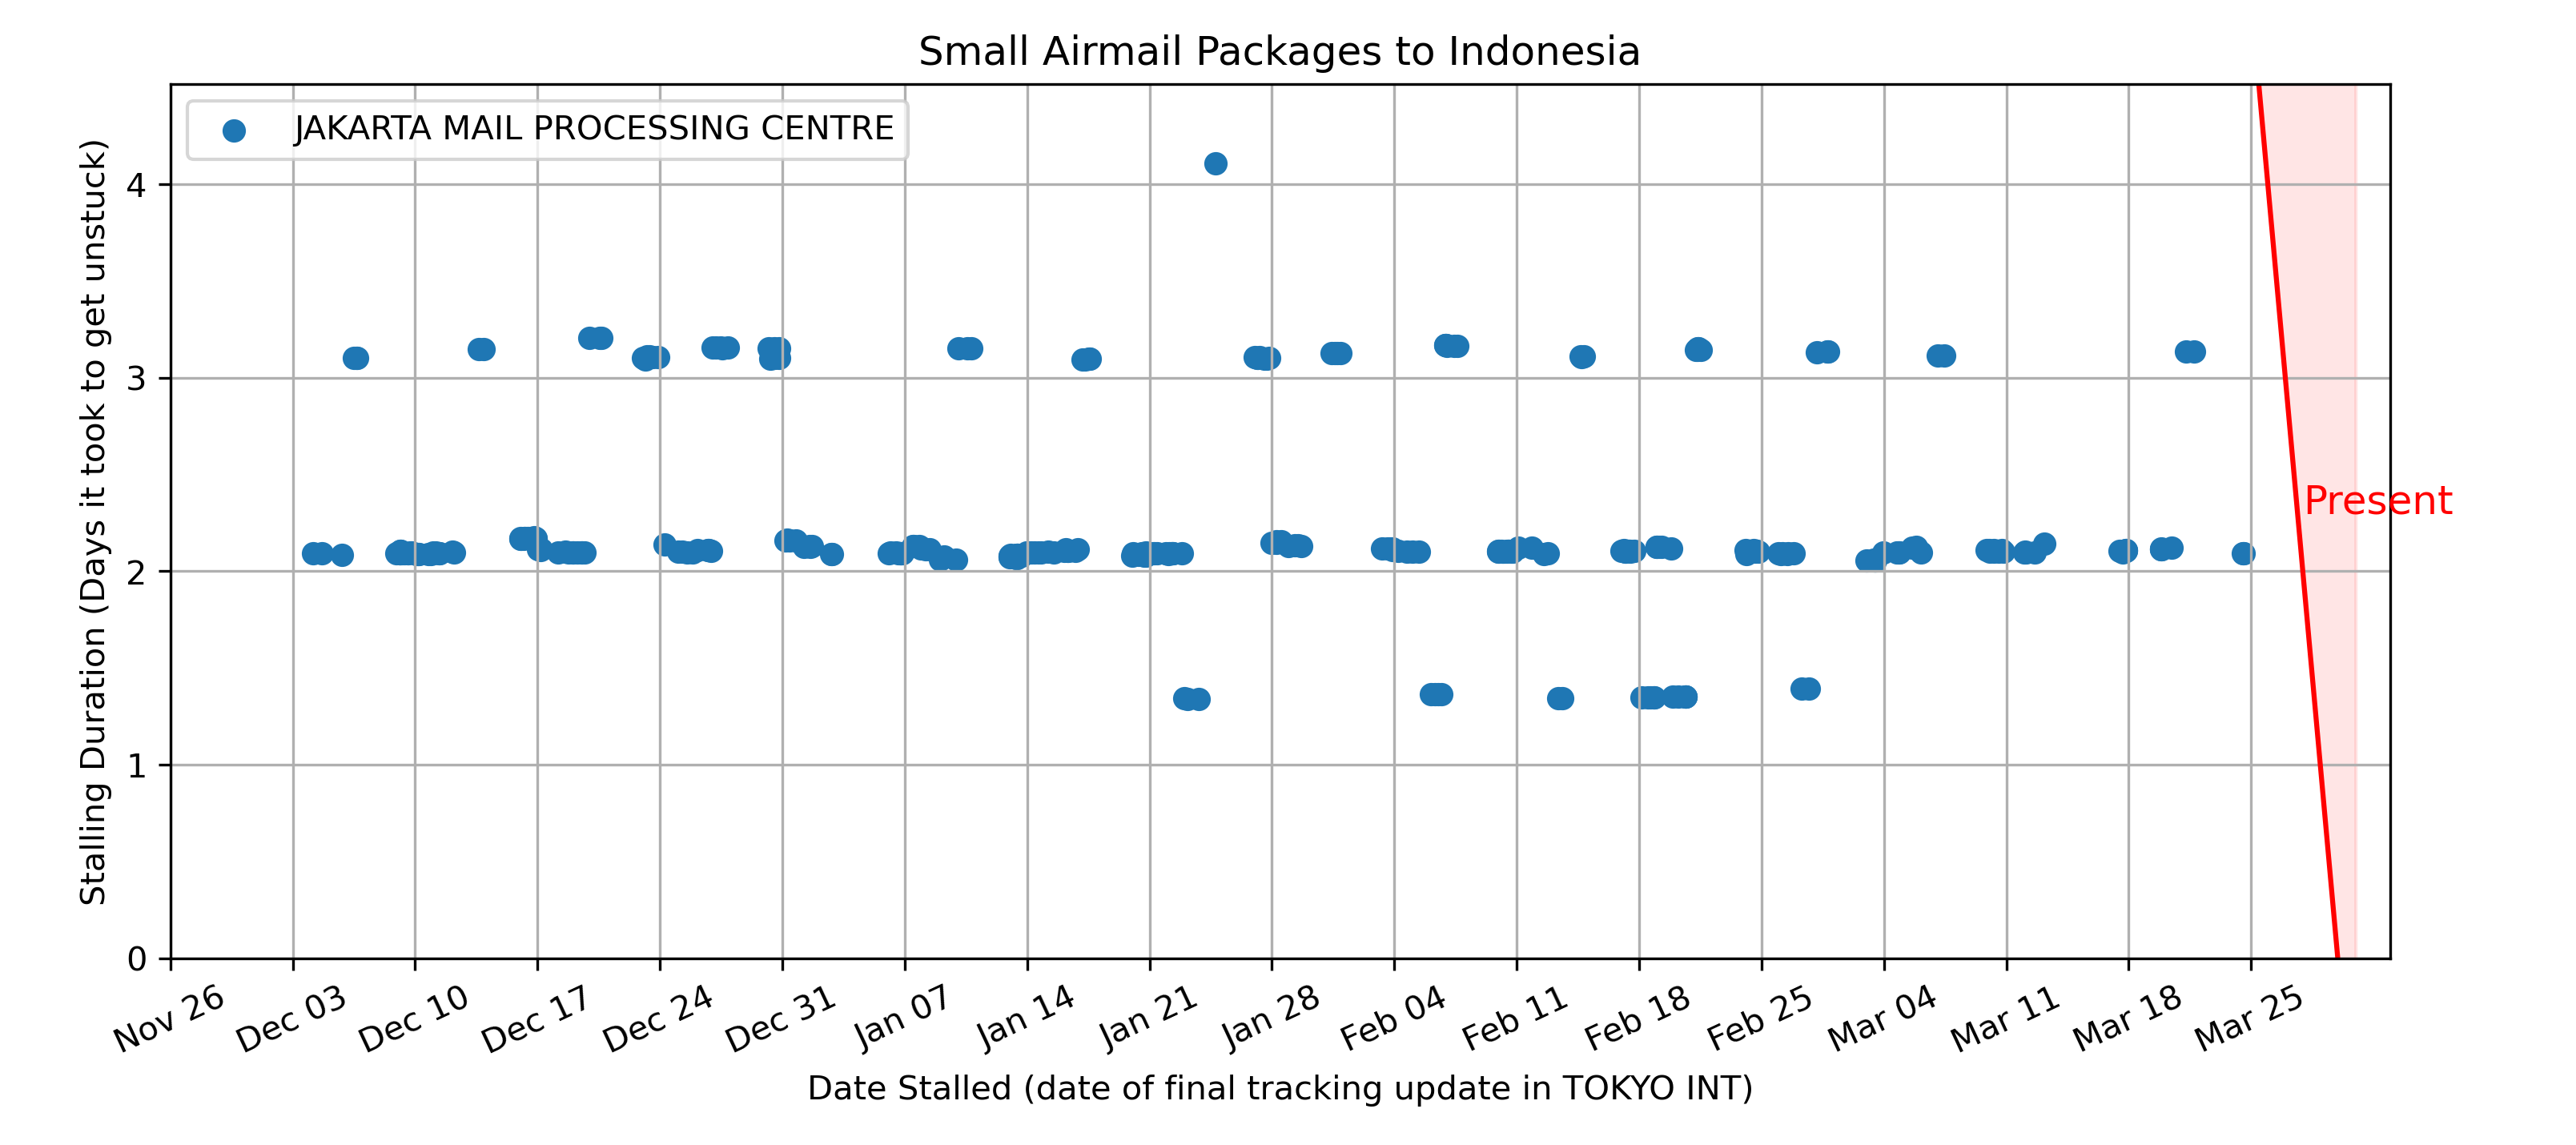 Small Airmail Packages to Indonesia
JAKARTA MAIL PROCESSING CENTRE
Stalling Duration (Days it took to get unstuck)
4
3
2
1
0
Present
Nov 26
Dec 03
Dec 10
Dec 17
Dec 24
Dec 31
Jan 07
Jan 14
Jan 21
Jan 28
Feb 04
Feb 11
Feb 18
Feb 25
Mar 04
Mar 11
Mar 18
Mar 25
Date Stalled (date of final tracking update in TOKYO INT)